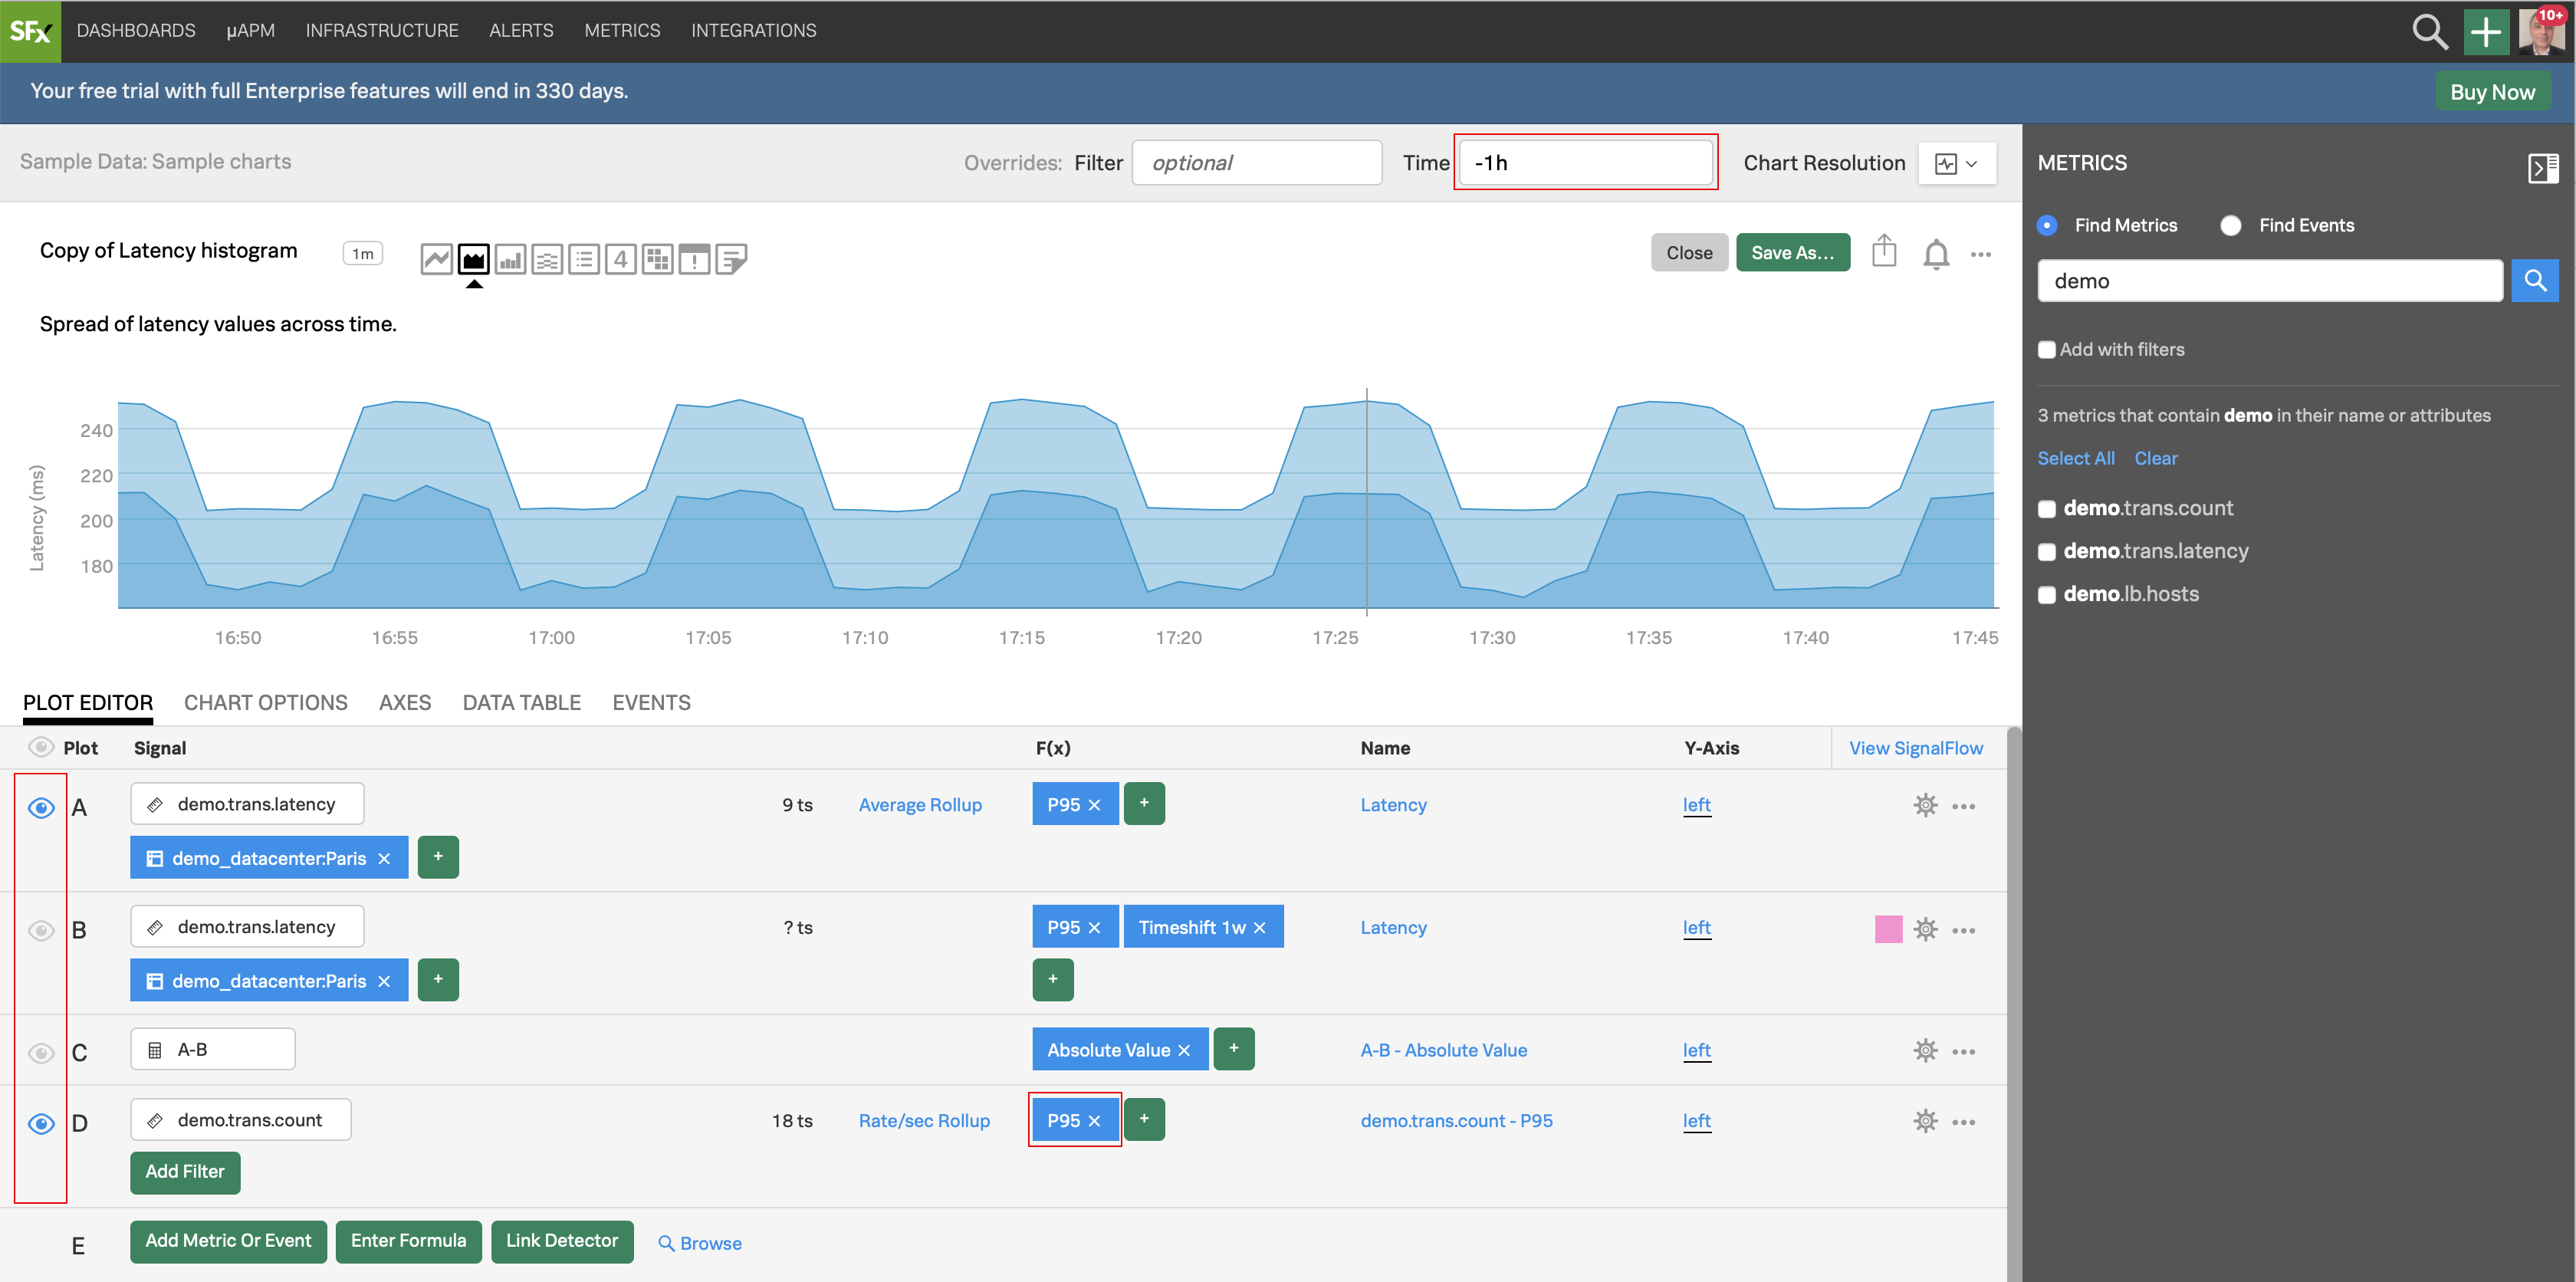 SFx DASHBOARDS µAPM INFRASTRUCTURE ALERTS METRICS INTEGRATIONS 10+
Your free trial with full Enterprise features will end in 330 days. Buy Now
Sample Data: Sample charts Overrides: Filter optional Time -1h Chart Resolution
Copy of Latency histogram 1m 4 Close Save As...
Spread of latency values across time.
Latency (ms)
240
220
200
180
16:50 16:55 17:00 17:05 17:10 17:15 17:20 17:25 17:30 17:35 17:40 17:45
PLOT EDITOR CHART OPTIONS AXES DATA TABLE EVENTS
Plot Signal F(x) Name Y-Axis View SignalFlow
A demo.trans.latency 9 ts Average Rollup P95 × + Latency left
demo_datacenter:Paris × +
B demo.trans.latency ? ts P95 × Timeshift 1w × Latency left
demo_datacenter:Paris × + +
C A-B Absolute Value × + A-B - Absolute Value left
D demo.trans.count 18 ts Rate/sec Rollup P95 × + demo.trans.count - P95 left
Add Filter
E Add Metric Or Event Enter Formula Link Detector Browse
METRICS
Find Metrics Find Events
demo
Add with filters
3 metrics that contain demo in their name or attributes
Select All Clear
demo.trans.count
demo.trans.latency
demo.lb.hosts